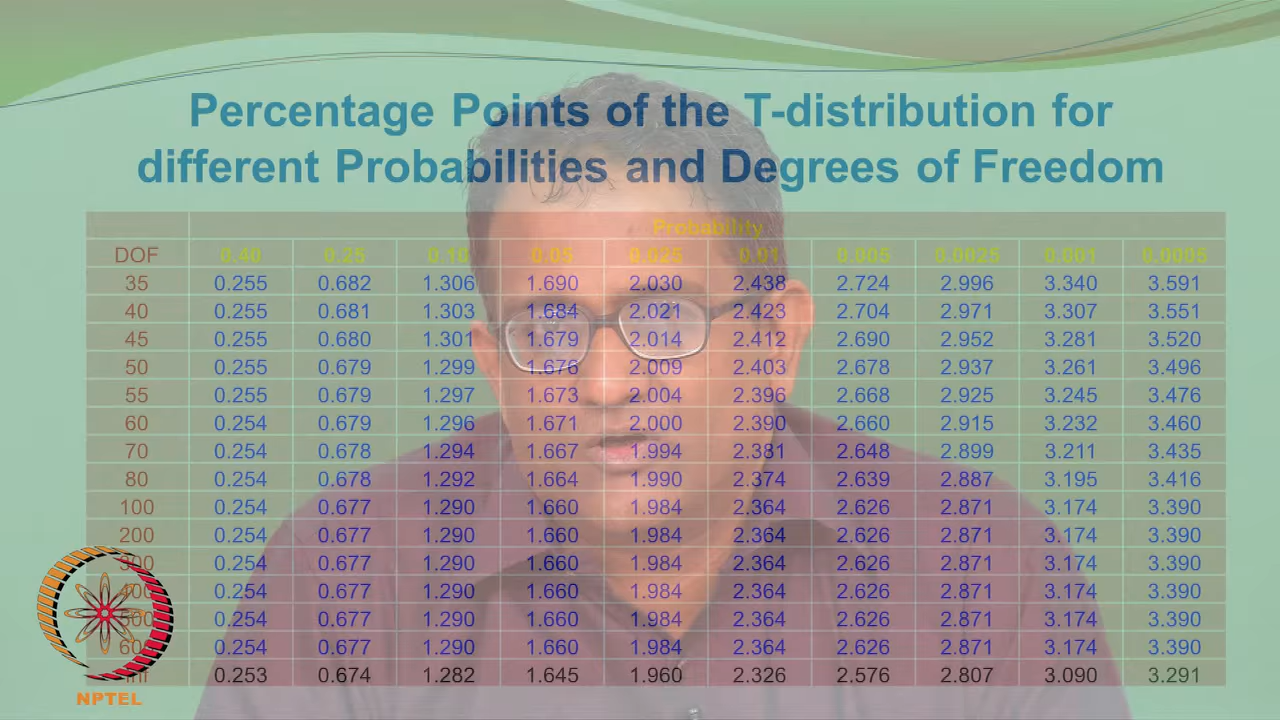 Percentage Points of the T-distribution for
different Probabilities and Degrees of Freedom
Probability
DOF 0.40 0.25 0.10 0.05 0.025 0.01 0.005 0.0025 0.001 0.0005
35 0.255 0.682 1.306 1.690 2.030 2.438 2.724 2.996 3.340 3.591
40 0.255 0.681 1.303 1.684 2.021 2.423 2.704 2.971 3.307 3.551
45 0.255 0.680 1.301 1.679 2.014 2.412 2.690 2.952 3.281 3.520
50 0.255 0.679 1.299 1.676 2.009 2.403 2.678 2.937 3.261 3.496
55 0.255 0.679 1.297 1.673 2.004 2.396 2.668 2.925 3.245 3.476
60 0.254 0.679 1.296 1.671 2.000 2.390 2.660 2.915 3.232 3.460
70 0.254 0.678 1.294 1.667 1.994 2.381 2.648 2.899 3.211 3.435
80 0.254 0.678 1.292 1.664 1.990 2.374 2.639 2.887 3.195 3.416
100 0.254 0.677 1.290 1.660 1.984 2.364 2.626 2.871 3.174 3.390
200 0.254 0.677 1.290 1.660 1.984 2.364 2.626 2.871 3.174 3.390
300 0.254 0.677 1.290 1.660 1.984 2.364 2.626 2.871 3.174 3.390
400 0.254 0.677 1.290 1.660 1.984 2.364 2.626 2.871 3.174 3.390
500 0.254 0.677 1.290 1.660 1.984 2.364 2.626 2.871 3.174 3.390
600 0.254 0.677 1.290 1.660 1.984 2.364 2.626 2.871 3.174 3.390
inf 0.253 0.674 1.282 1.645 1.960 2.326 2.576 2.807 3.090 3.291
NPTEL